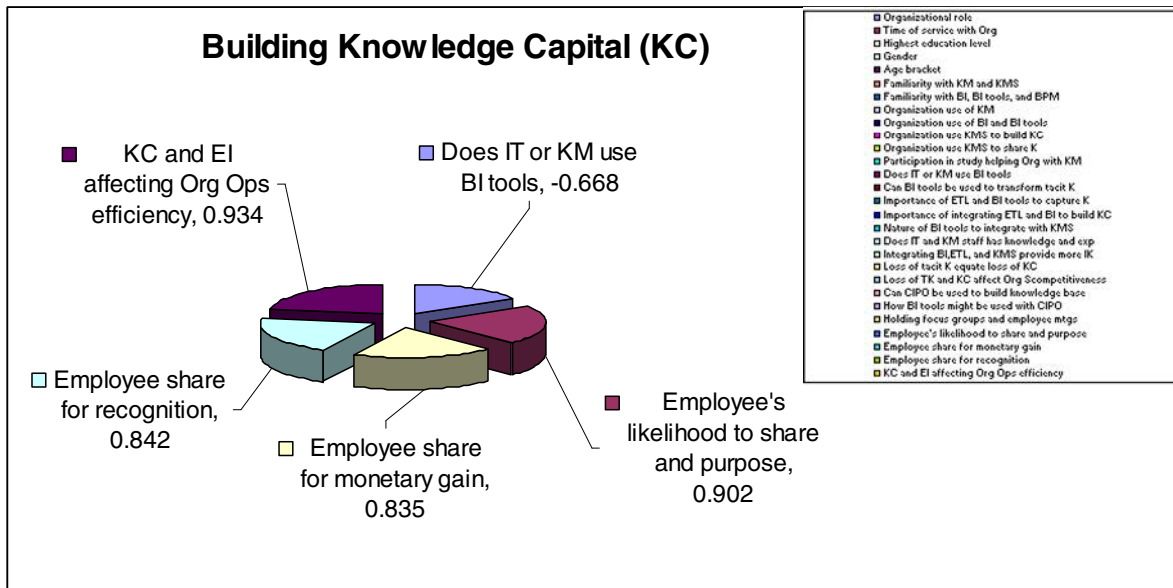 Building Knowledge Capital (KC)
KC and EI
affecting Org Ops
efficiency, 0.934
Does IT or KM use
BI tools, -0.668
Employee share
for recognition,
0.842
Employee share
for monetary gain,
0.835
Employee's
likelihood to share
and purpose,
0.902
Organizational role
Time of service with Org
Highest education level
Gender
Age bracket
Familiarity with KM and KMS
Familiarity with BI, BI tools, and BPM
Organization use of KM
Organization use of BI and BI tools
Organization use KMS to build KC
Organization use KMS to share K
Participation in study helping Org with KM
Does IT or KM use BI tools
Can BI tools be used to transform tacit K
Importance of ETL and BI tools to capture K
Importance of integrating ETL and BI to build KC
Nature of BI tools to integrate with KMS
Does IT and KM staff has knowledge and exp
Integrating BI,ETL, and KMS provide more IK
Loss of tacit K equate loss of KC
Loss of TK and KC affect Org Scompetitiveness
Can CIPO be used to build knowledge base
How BI tools might be used with CIPO
Holding focus groups and employee mtgs
Employee's likelihood to share and purpose
Employee share for monetary gain
Employee share for recognition
KC and EI affecting Org Ops efficiency